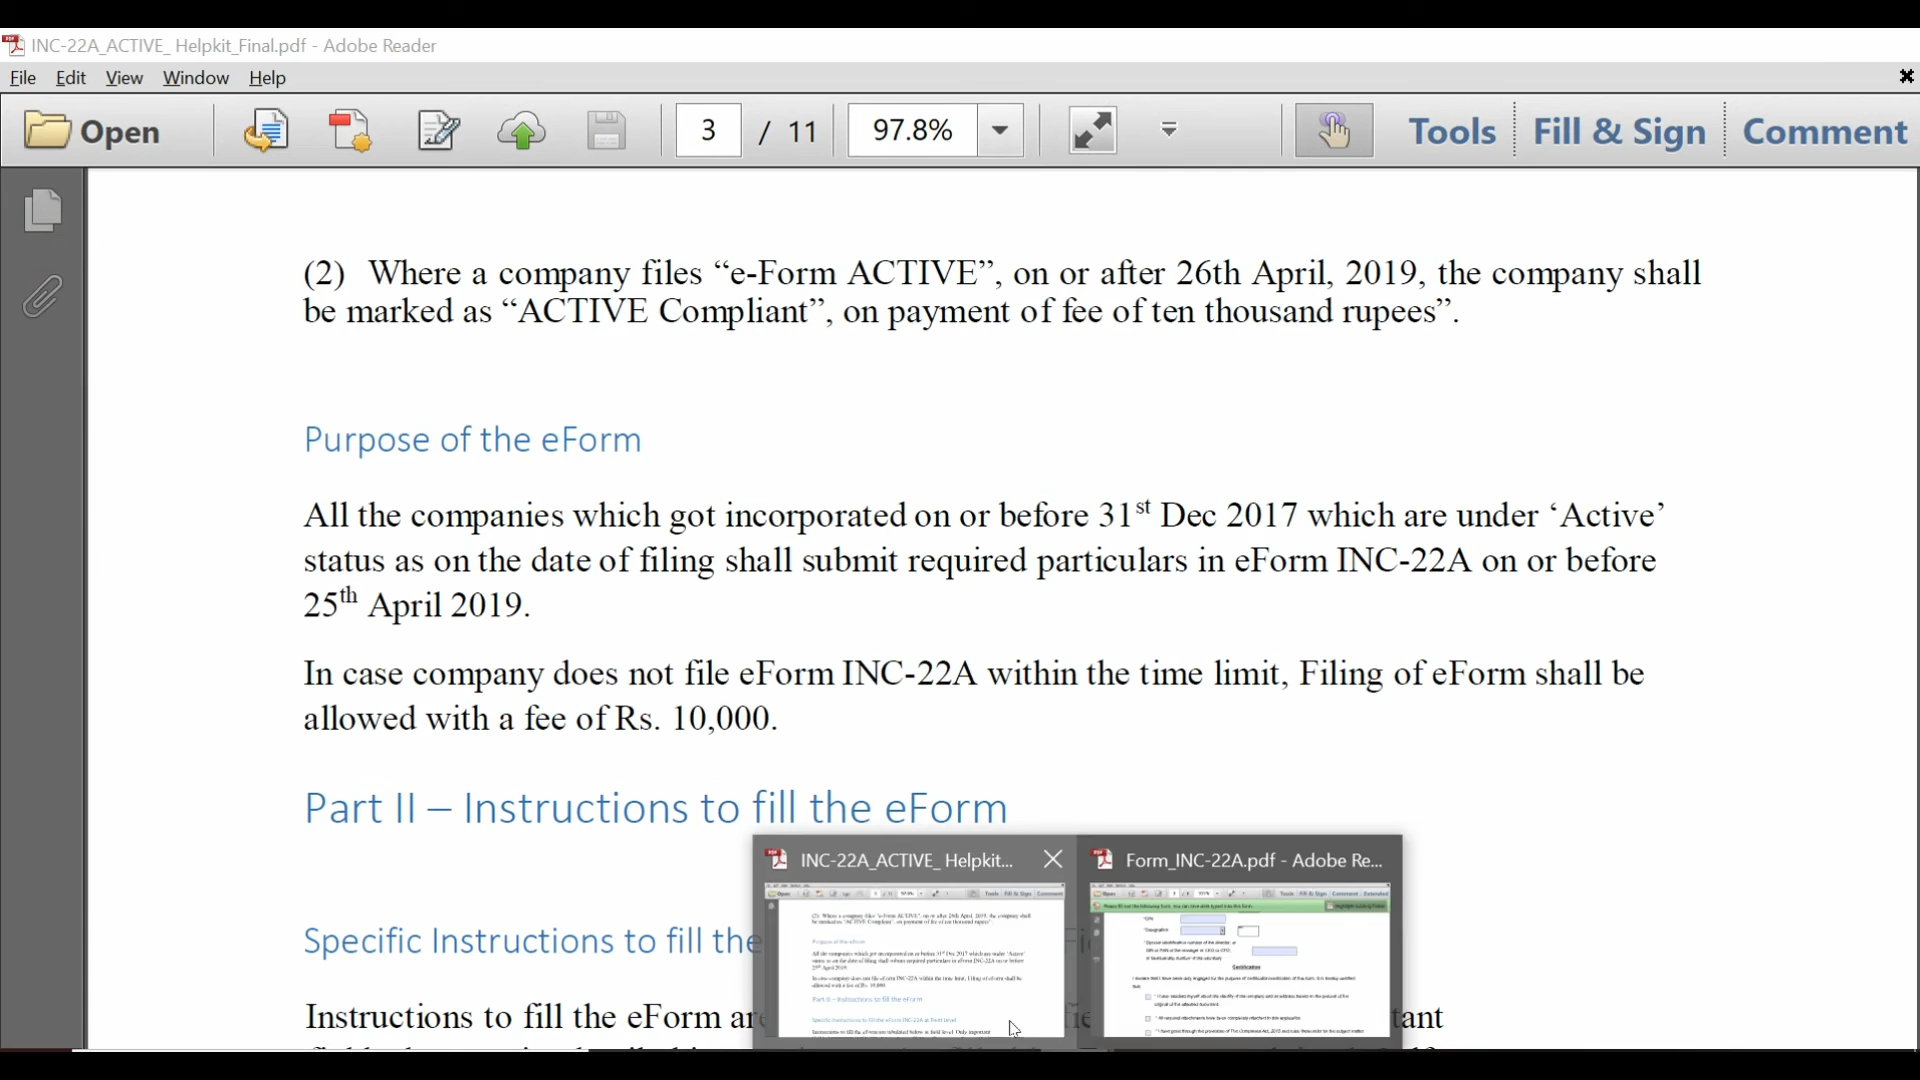 INC-22A_ACTIVE_ Helpkit_Final.pdf - Adobe Reader
File Edit View Window Help
Open 3 / 11 97.8% Tools Fill & Sign Comment
(2) Where a company files “e-Form ACTIVE”, on or after 26th April, 2019, the company shall
be marked as “ACTIVE Compliant”, on payment of fee of ten thousand rupees”.
Purpose of the eForm
All the companies which got incorporated on or before 31st Dec 2017 which are under ‘Active’
status as on the date of filing shall submit required particulars in eForm INC-22A on or before
25th April 2019.
In case company does not file eForm INC-22A within the time limit, Filing of eForm shall be
allowed with a fee of Rs. 10,000.
Part II – Instructions to fill the eForm
INC-22A_ACTIVE_ Helpkit... Form_INC-22A.pdf - Adobe Re...
Specific Instructions to fill the
Instructions to fill the eForm